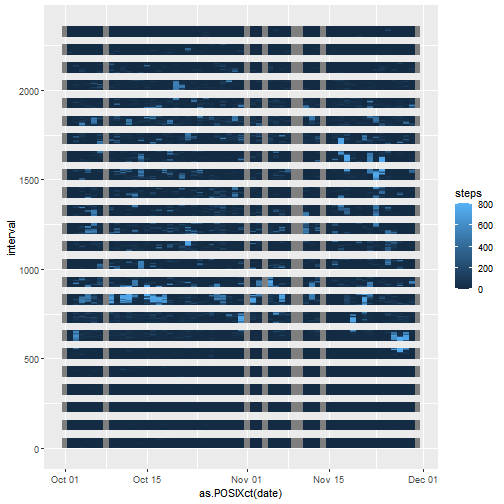 2000
1500
1000
500
0
interval
Oct 01
Oct 15
Nov 01
Nov 15
Dec 01
as.POSIXct(date)
steps
800
600
400
200
0